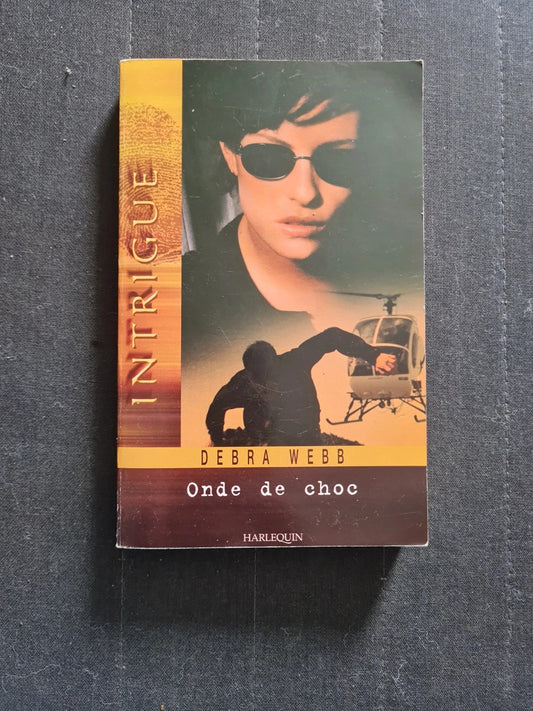 INTRIGUE
DEBRA WEBB
Onde de choc
HARLEQUIN